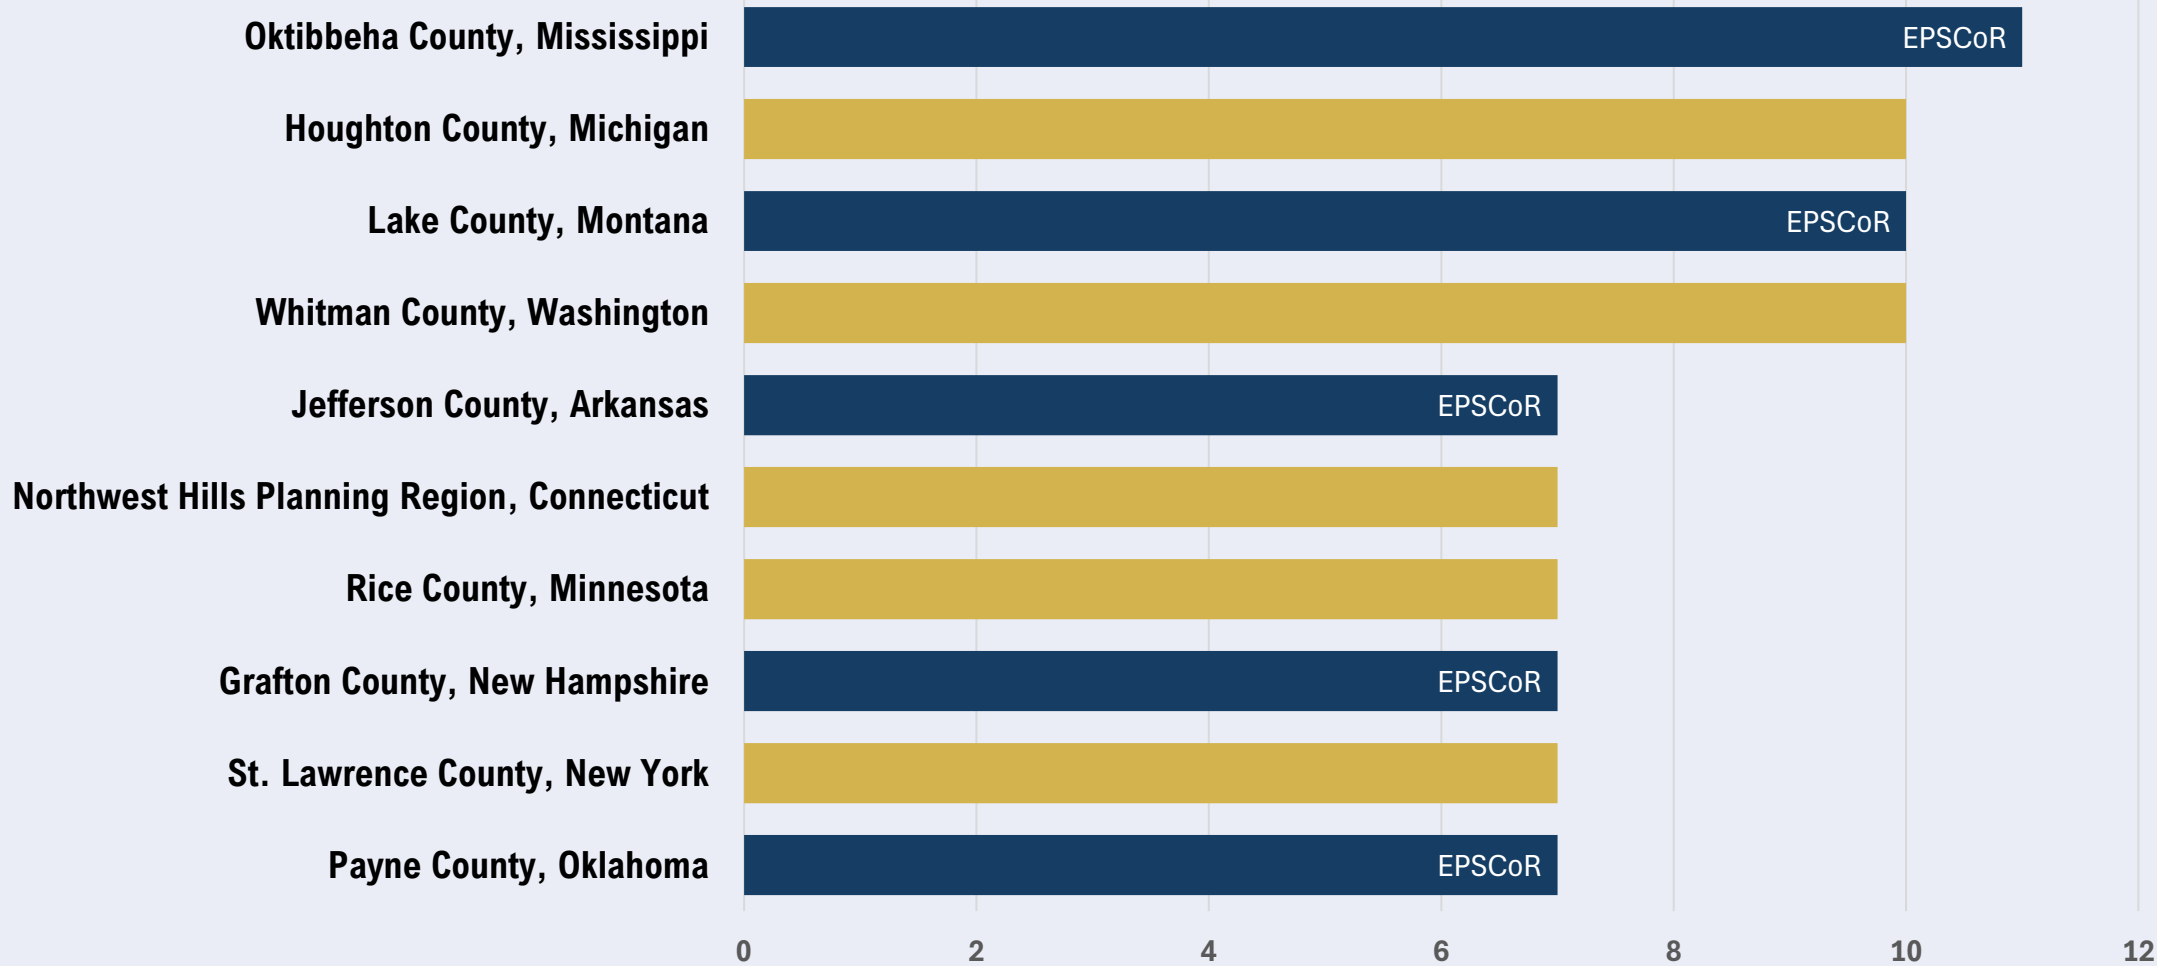 Oktibbeha County, Mississippi EPSCoR
Houghton County, Michigan
Lake County, Montana EPSCoR
Whitman County, Washington
Jefferson County, Arkansas EPSCoR
Northwest Hills Planning Region, Connecticut
Rice County, Minnesota
Grafton County, New Hampshire EPSCoR
St. Lawrence County, New York
Payne County, Oklahoma EPSCoR
0 2 4 6 8 10 12